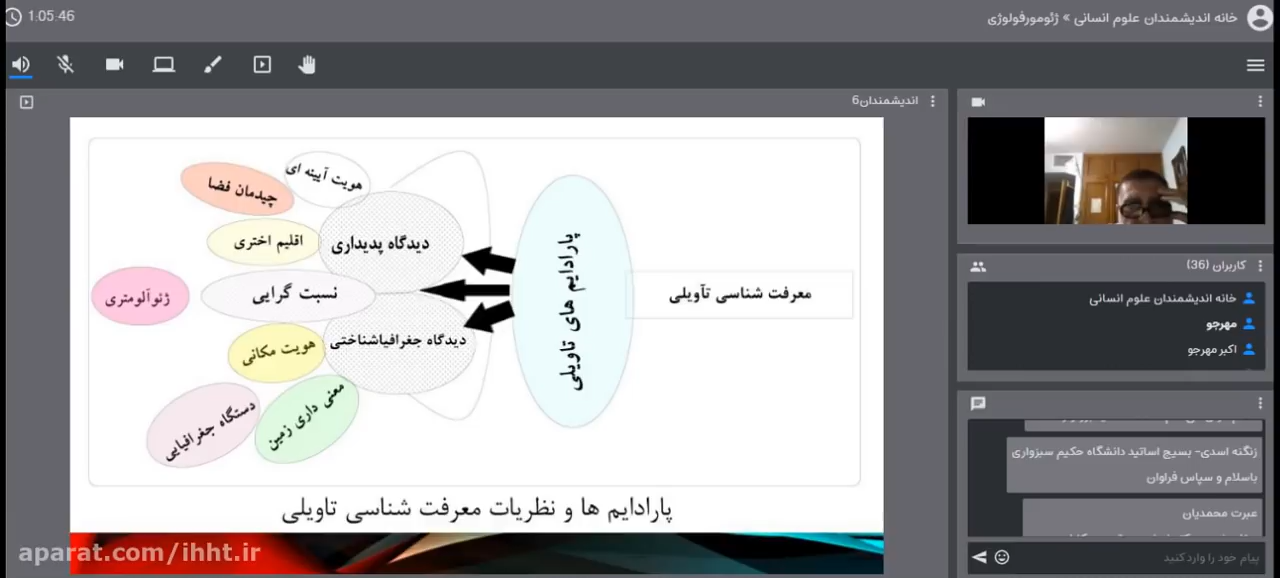 1:05:46
خانه اندیشمندان علوم انسانی » ژئومورفولوژی
اندیشمندان6
هویت آیینه ای
چیدمان فضا
اقلیم اختری
دیدگاه پدیداری
نسبت گرایی
ژئوآلومتری
دیدگاه جغرافیاشناختی
هویت مکانی
معنی داری زمین
دستگاه جغرافیایی
پارادایم های تاویلی
معرفت شناسی تآویلی
پارادایم ها و نظریات معرفت شناسی تاویلی
کاربران (36)
خانه اندیشمندان علوم انسانی
مهرجو
اکبر مهرجو
زنگنه اسدی- بسیج اساتید دانشگاه حکیم سبزواری
باسلام و سپاس فراوان
عبرت محمدیان
پیام خود را وارد کنید
aparat.com/ihht.ir